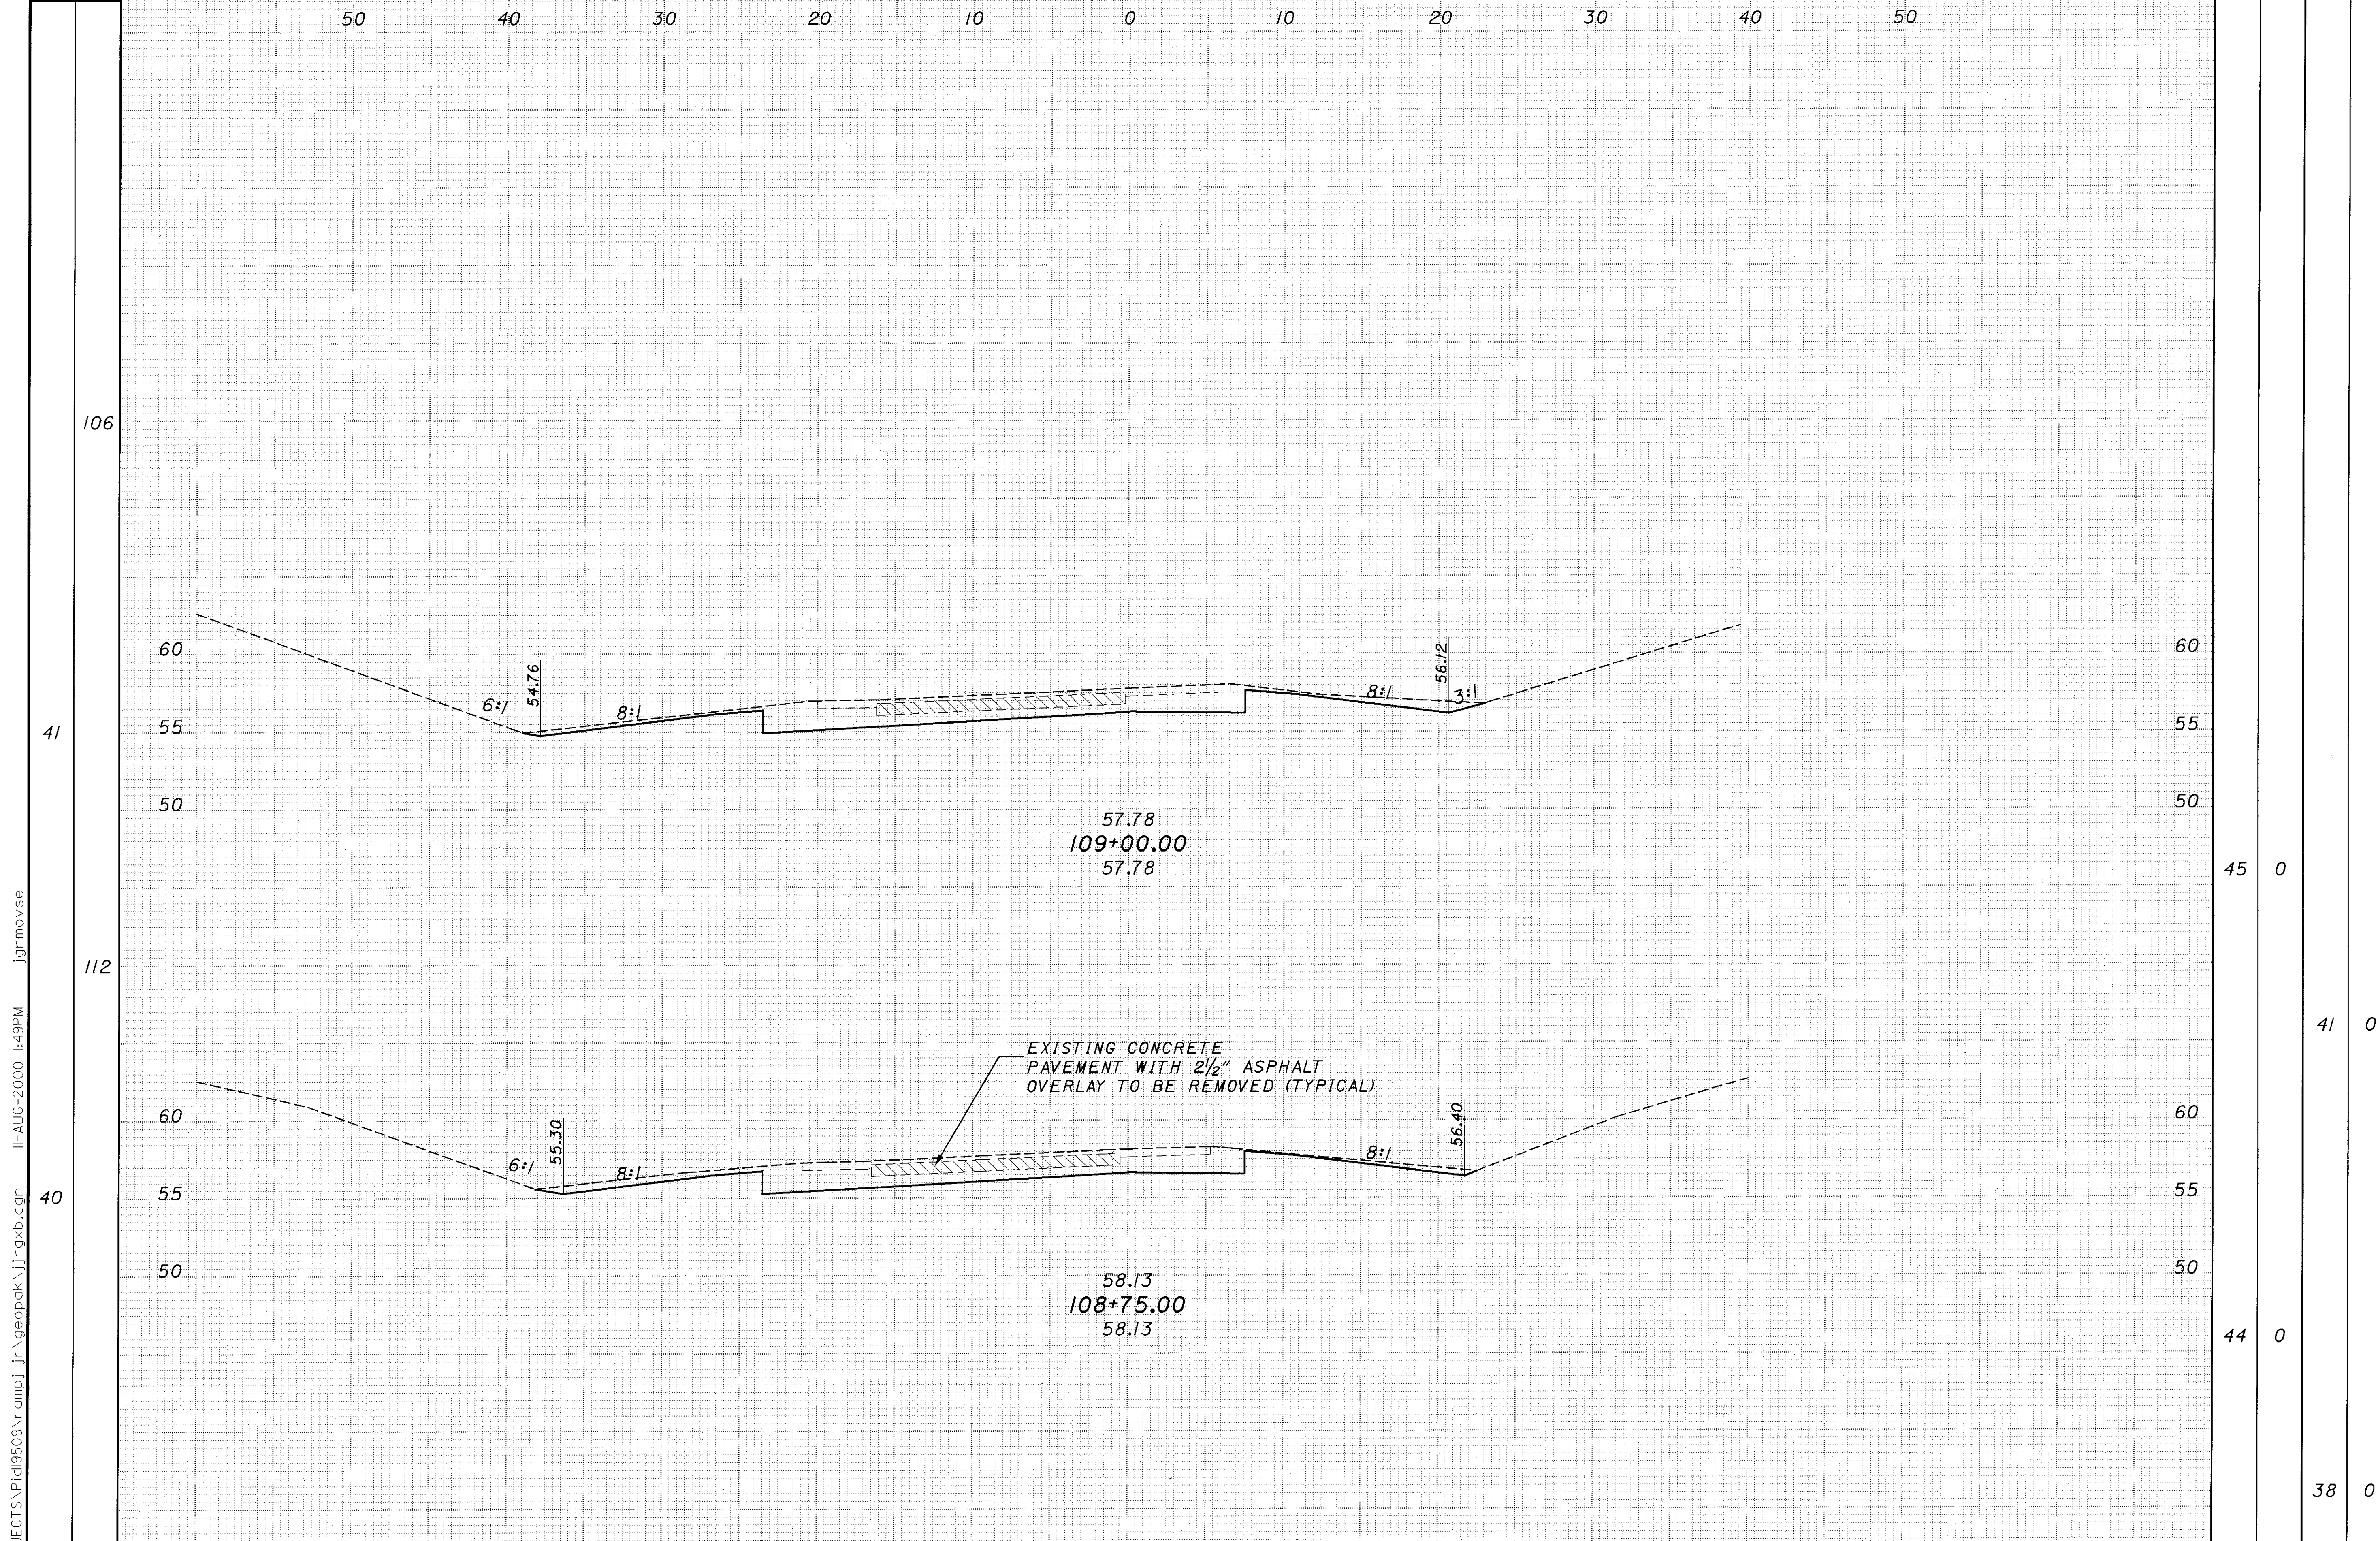 50 40 30 20 10 0 10 20 30 40 50
106
60 60
6:1 54.76 8:1 8:1 56.12 3:1
41 55 55
50 50
57.78
109+00.00
57.78
45 0
112
41 0
EXISTING CONCRETE
PAVEMENT WITH 2½" ASPHALT
OVERLAY TO BE REMOVED (TYPICAL)
60 60
6:1 55.30 8:1 8:1 56.40
40 55 55
50 50
58.13
108+75.00
58.13
44 0
38 0
JECTS\Pid19509\rampj-jr\geopak\jjrgxb.dgn 11-AUG-2000 1:49PM jgrmovse